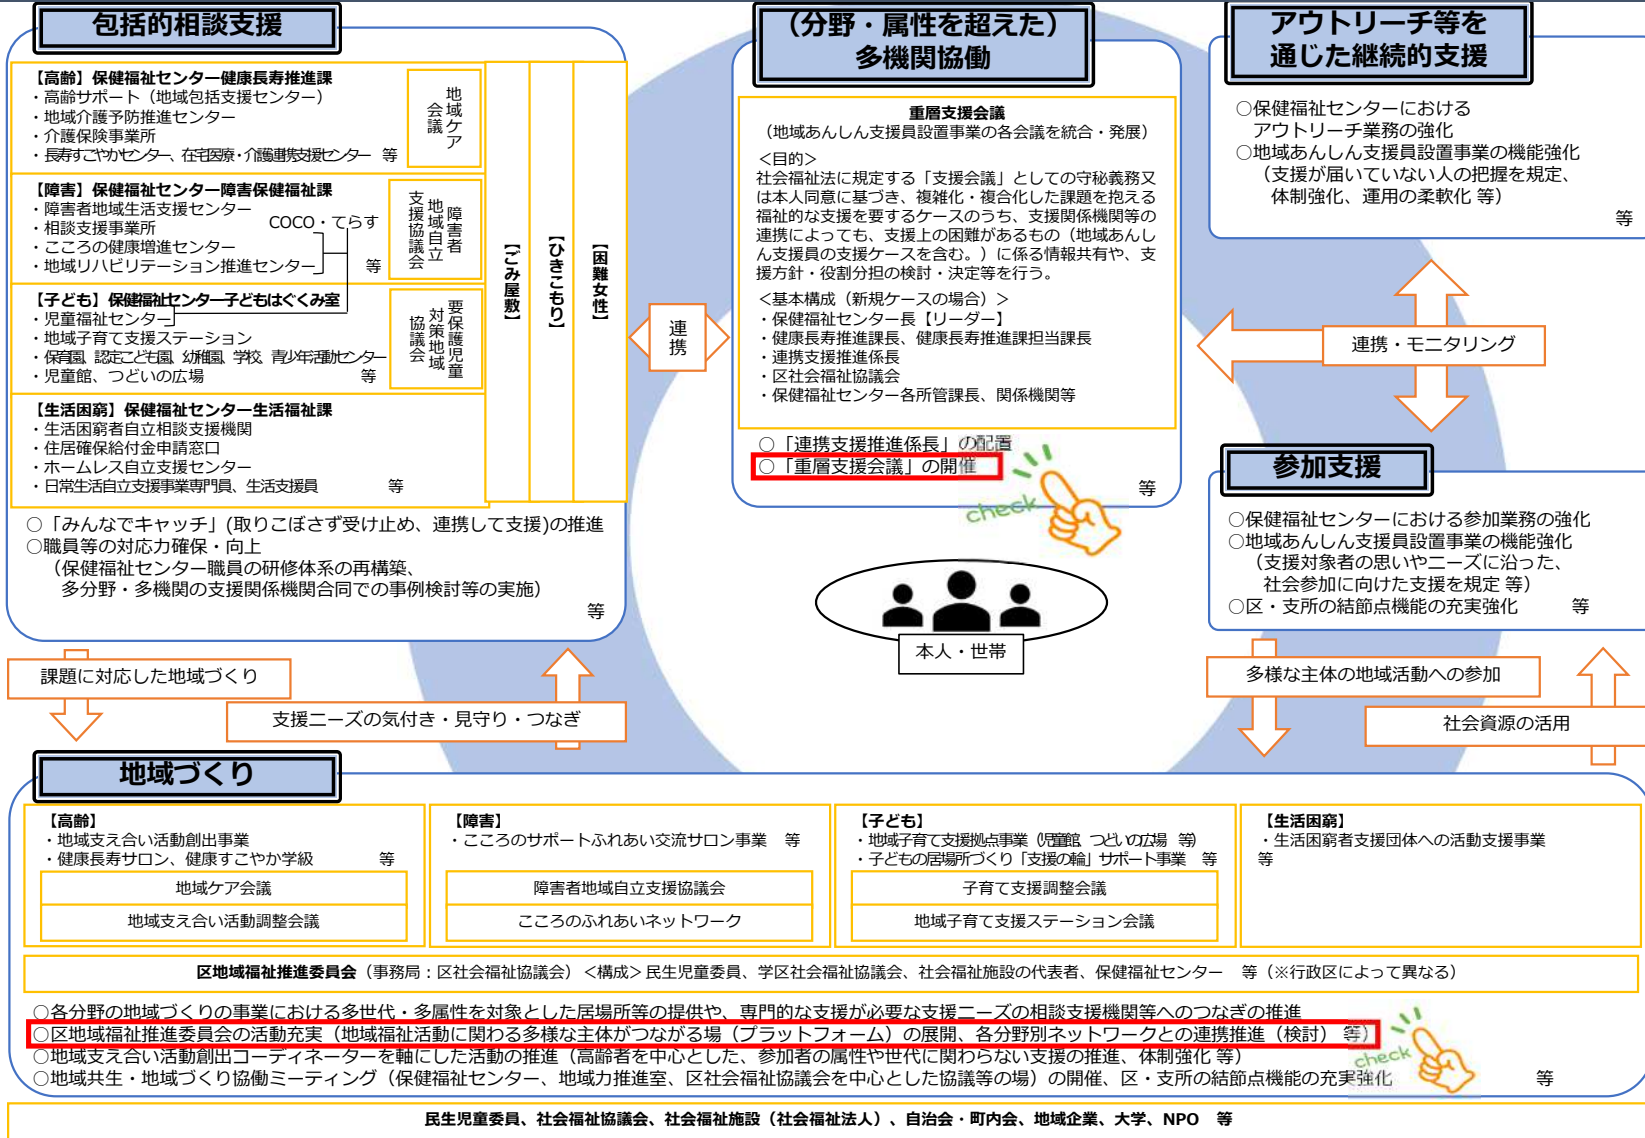 包括的相談支援
【高齢】保健福祉センター健康長寿推進課
・高齢サポート（地域包括支援センター）
・地域介護予防推進センター
・介護保険事業所
・長寿すこやかセンター、在宅医療・介護連携支援センター　等
地域ケア会議
【障害】保健福祉センター障害保健福祉課
・障害者地域生活支援センター
・相談支援事業所
・こころの健康増進センター
・地域リハビリテーション推進センター
COCO・てらす
等
障害者地域自立支援協議会
【子ども】保健福祉センター子どもはぐくみ室
・児童福祉センター
・地域子育て支援ステーション
・保育園、認定こども園、幼稚園、学校、青少年活動センター
・児童館、つどいの広場　等
要保護児童対策地域協議会
【生活困窮】保健福祉センター生活福祉課
・生活困窮者自立相談支援機関
・住居確保給付金申請窓口
・ホームレス自立支援センター
・日常生活自立支援事業専門員、生活支援員　等
【ごみ屋敷】
【ひきこもり】
【困難女性】
○「みんなでキャッチ」(取りこぼさず受け止め、連携して支援)の推進
○職員等の対応力確保・向上
（保健福祉センター職員の研修体系の再構築、
多分野・多機関の支援関係機関合同での事例検討等の実施）
等
連携
（分野・属性を超えた）
多機関協働
重層支援会議
（地域あんしん支援員設置事業の各会議を統合・発展）
＜目的＞
社会福祉法に規定する「支援会議」としての守秘義務又
は本人同意に基づき、複雑化・複合化した課題を抱える
福祉的な支援を要するケースのうち、支援関係機関等の
連携によっても、支援上の困難があるもの（地域あんし
ん支援員の支援ケースを含む。）に係る情報共有や、支
援方針・役割分担の検討・決定等を行う。
＜基本構成（新規ケースの場合）＞
・保健福祉センター長【リーダー】
・健康長寿推進課長、健康長寿推進課担当課長
・連携支援推進係長
・区社会福祉協議会
・保健福祉センター各所管課長、関係機関等
○「連携支援推進係長」の配置
○「重層支援会議」の開催
等
check
本人・世帯
アウトリーチ等を
通じた継続的支援
○保健福祉センターにおける
アウトリーチ業務の強化
○地域あんしん支援員設置事業の機能強化
（支援が届いていない人の把握を規定、
体制強化、運用の柔軟化 等）
等
連携・モニタリング
参加支援
○保健福祉センターにおける参加業務の強化
○地域あんしん支援員設置事業の機能強化
（支援対象者の思いやニーズに沿った、
社会参加に向けた支援を規定 等）
○区・支所の結節点機能の充実強化　等
課題に対応した地域づくり
支援ニーズの気付き・見守り・つなぎ
多様な主体の地域活動への参加
社会資源の活用
地域づくり
【高齢】
・地域支え合い活動創出事業
・健康長寿サロン、健康すこやか学級　等
地域ケア会議
地域支え合い活動調整会議
【障害】
・こころのサポートふれあい交流サロン事業　等
障害者地域自立支援協議会
こころのふれあいネットワーク
【子ども】
・地域子育て支援拠点事業（児童館、つどいの広場　等）
・子どもの居場所づくり「支援の輪」サポート事業　等
子育て支援調整会議
地域子育て支援ステーション会議
【生活困窮】
・生活困窮者支援団体への活動支援事業
等
区地域福祉推進委員会（事務局：区社会福祉協議会）＜構成＞民生児童委員、学区社会福祉協議会、社会福祉施設の代表者、保健福祉センター　等（※行政区によって異なる）
○各分野の地域づくりの事業における多世代・多属性を対象とした居場所等の提供や、専門的な支援が必要な支援ニーズの相談支援機関等へのつなぎの推進
○区地域福祉推進委員会の活動充実（地域福祉活動に関わる多様な主体がつながる場（プラットフォーム）の展開、各分野別ネットワークとの連携推進（検討） 等）
○地域支え合い活動創出コーディネーターを軸にした活動の推進（高齢者を中心とした、参加者の属性や世代に関わらない支援の推進、体制強化 等）
○地域共生・地域づくり協働ミーティング（保健福祉センター、地域力推進室、区社会福祉協議会を中心とした協議等の場）の開催、区・支所の結節点機能の充実強化　等
check
民生児童委員、社会福祉協議会、社会福祉施設（社会福祉法人）、自治会・町内会、地域企業、大学、NPO　等